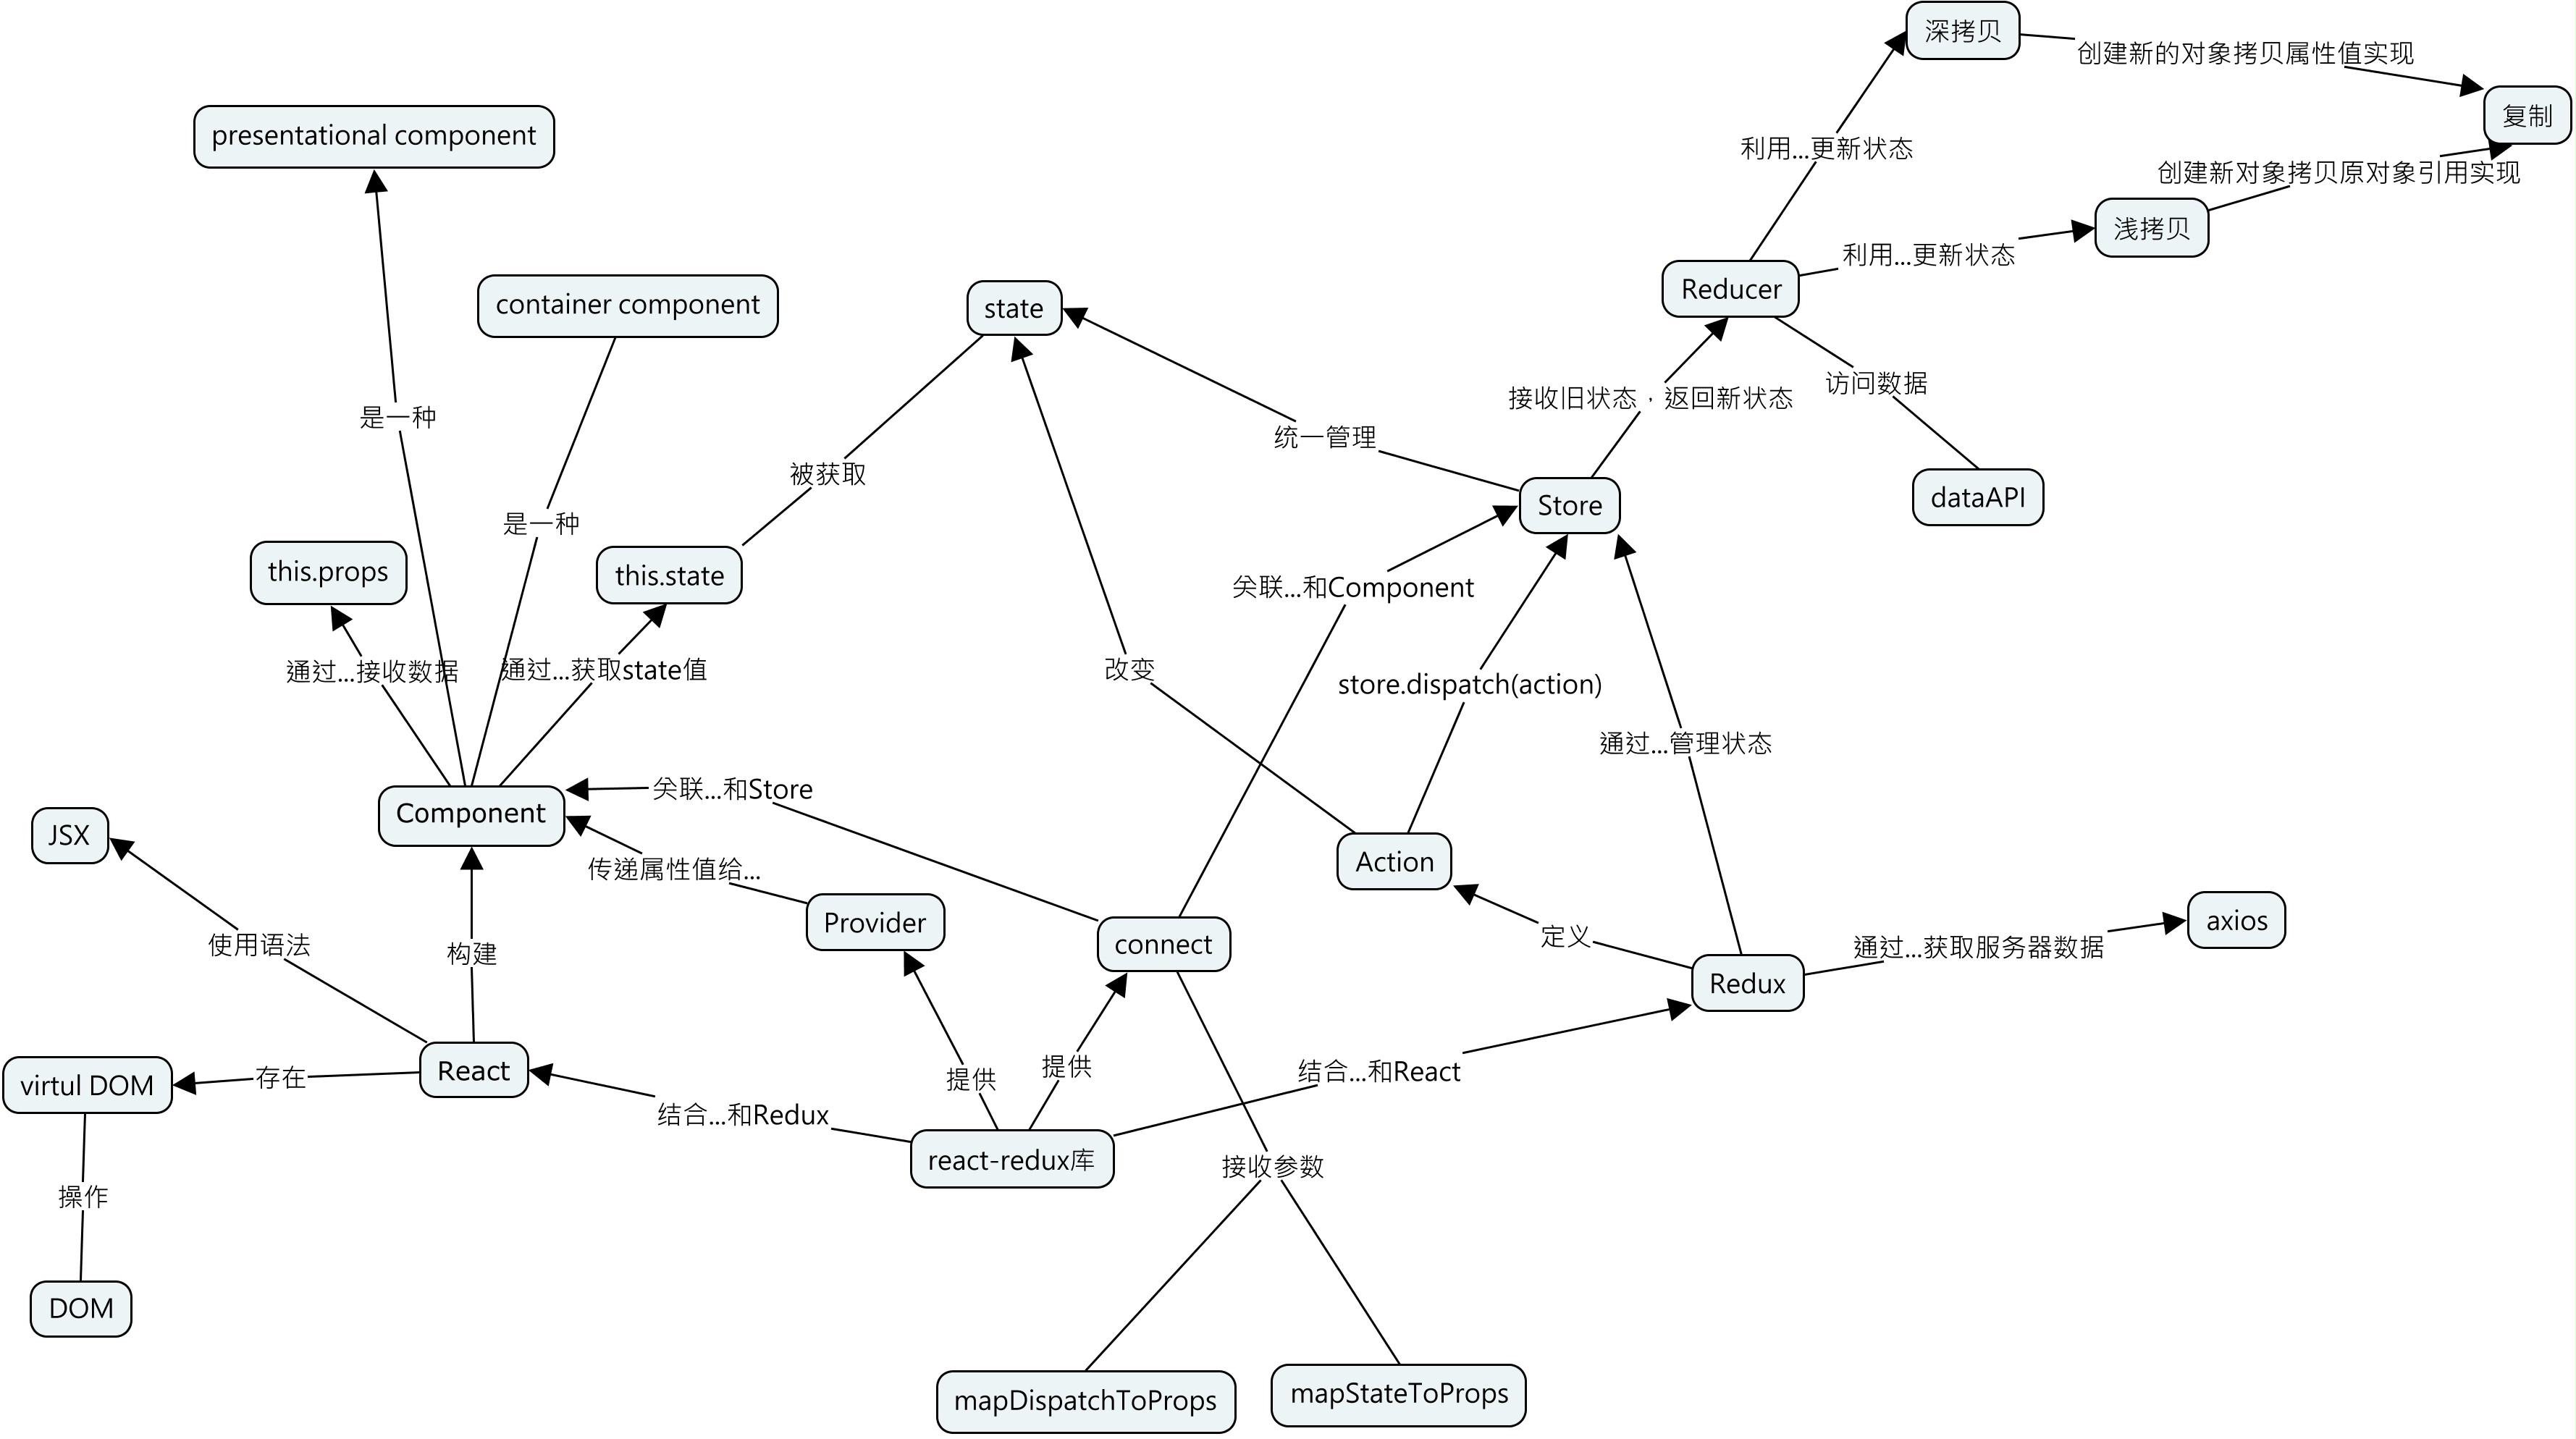 深拷贝
创建新的对象拷贝属性值实现
复制
presentational component
利用...更新状态
创建新对象拷贝原对象引用实现
浅拷贝
利用...更新状态
Reducer
container component
state
访问数据
接收旧状态，返回新状态
是一种
统一管理
被获取
dataAPI
Store
是一种
this.props
this.state
关联...和Component
通过...接收数据
通过...获取state值
改变
store.dispatch(action)
通过...管理状态
关联...和Store
Component
JSX
Action
传递属性值给...
Provider
axios
定义
connect
使用语法
通过...获取服务器数据
构建
Redux
React
virtul DOM
存在
提供
提供
结合...和React
结合...和Redux
react-redux库
接收参数
操作
DOM
mapDispatchToProps
mapStateToProps